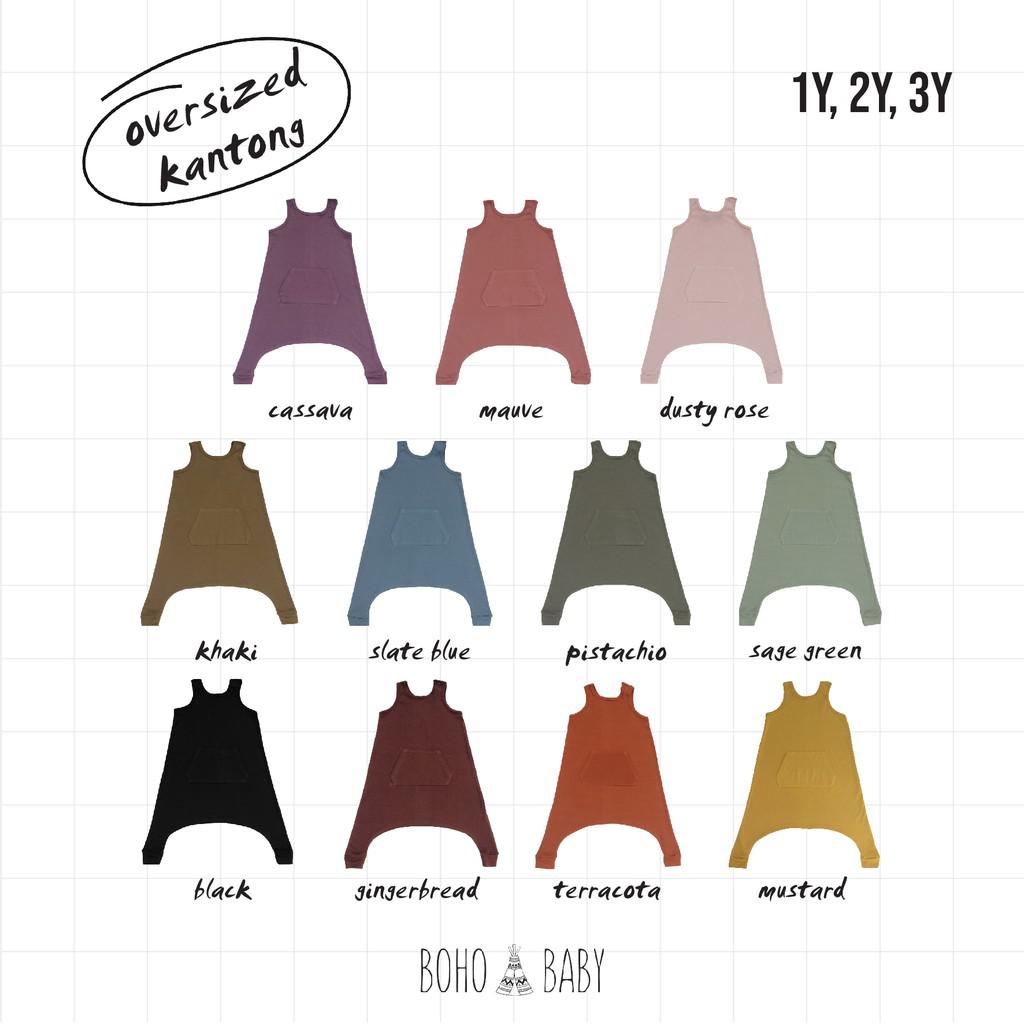 oversized
kantong
1Y, 2Y, 3Y
cassava
mauve
dusty rose
khaki
slate blue
pistachio
sage green
black
gingerbread
terracota
mustard
BOHO BABY